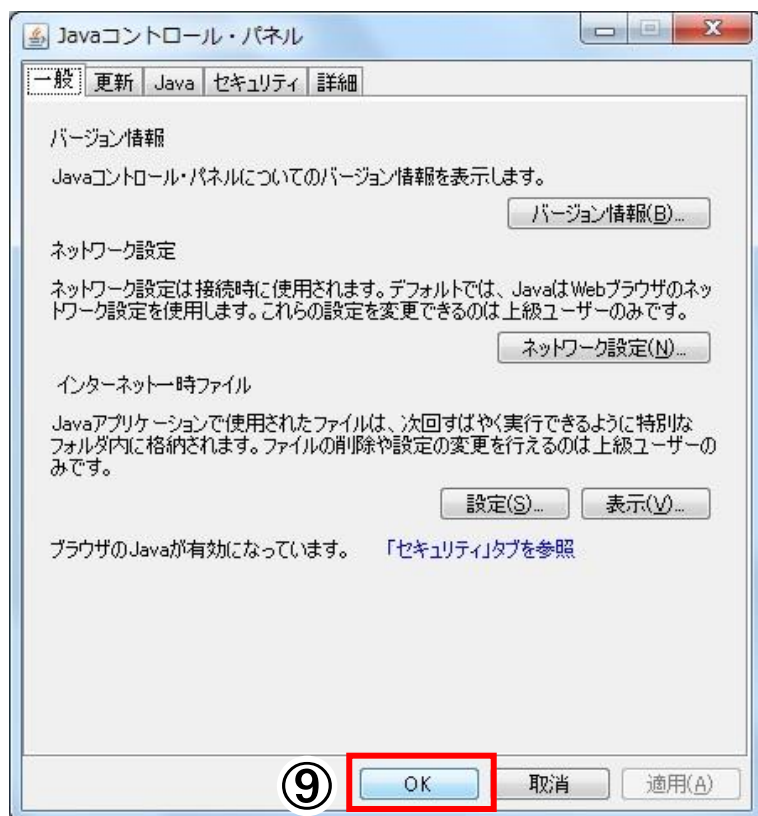 Javaコントロール・パネル
一般 更新 Java セキュリティ 詳細
バージョン情報
Javaコントロール・パネルについてのバージョン情報を表示します。
バージョン情報(B)...
ネットワーク設定
ネットワーク設定は接続時に使用されます。デフォルトでは、JavaはWebブラウザのネッ
トワーク設定を使用します。これらの設定を変更できるのは上級ユーザーのみです。
ネットワーク設定(N)...
インターネット一時ファイル
Javaアプリケーションで使用されたファイルは、次回すばやく実行できるように特別な
フォルダ内に格納されます。ファイルの削除や設定の変更を行えるのは上級ユーザーの
みです。
設定(S)... 表示(V)...
ブラウザのJavaが有効になっています。 「セキュリティ」タブを参照
⑨ OK 取消 適用(A)